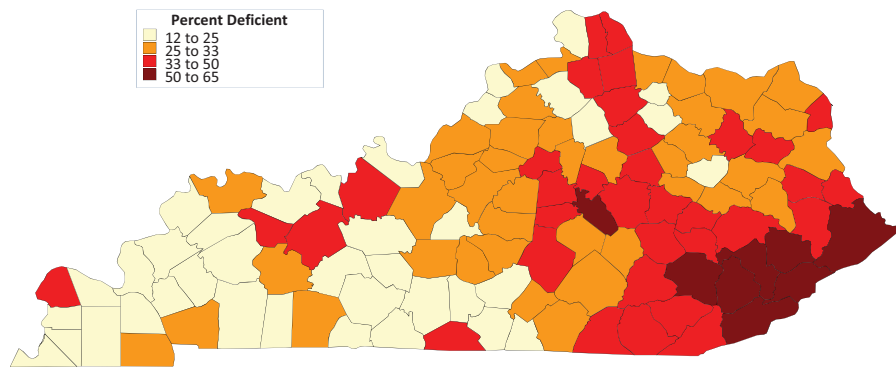 Percent Deficient
12 to 25
25 to 33
33 to 50
50 to 65